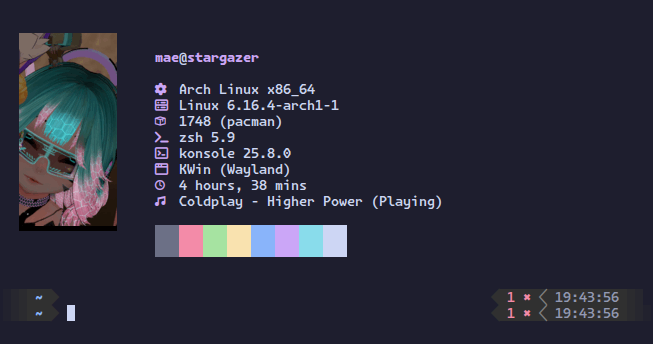 mae@stargazer
Arch Linux x86_64
Linux 6.16.4-arch1-1
1748 (pacman)
zsh 5.9
konsole 25.8.0
KWin (Wayland)
4 hours, 38 mins
Coldplay - Higher Power (Playing)
~ 1 ✖ 19:43:56
~ 1 ✖ 19:43:56